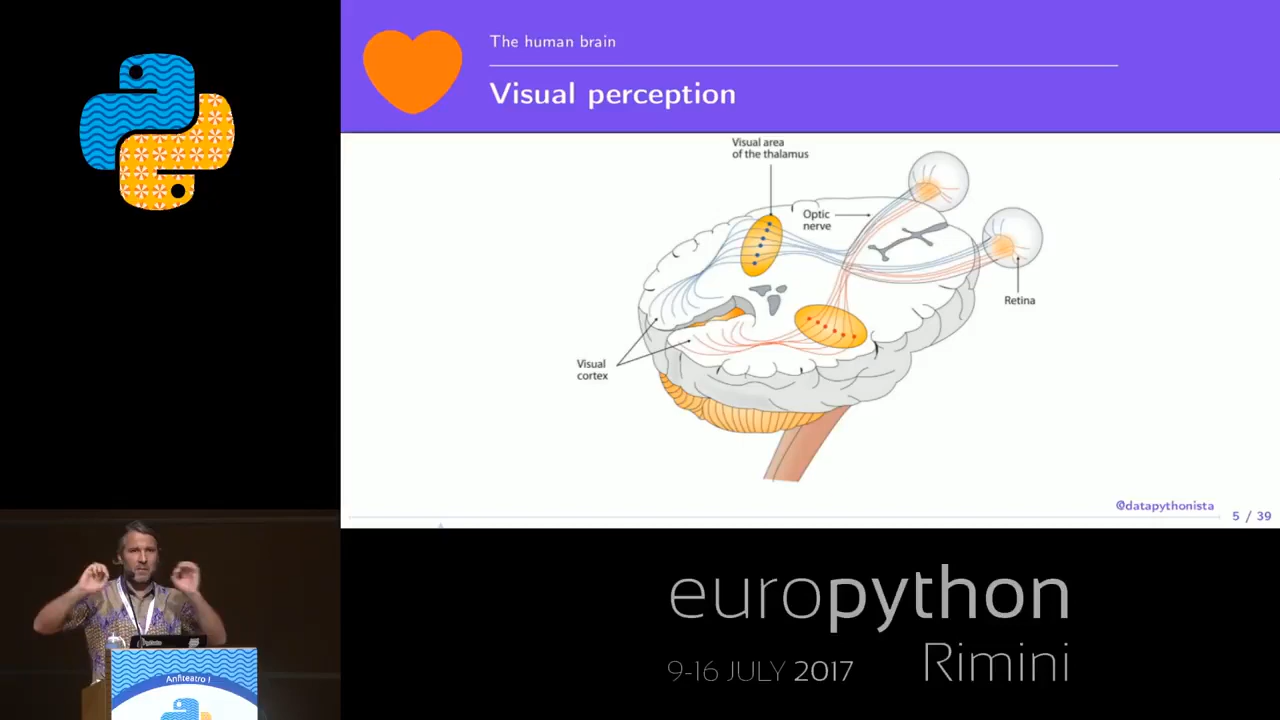 The human brain
Visual perception
Visual area
of the thalamus
Optic
nerve
Retina
Visual
cortex
@datapythonista
5 / 39
Anfiteatro 1
europython
9-16 JULY 2017
Rimini